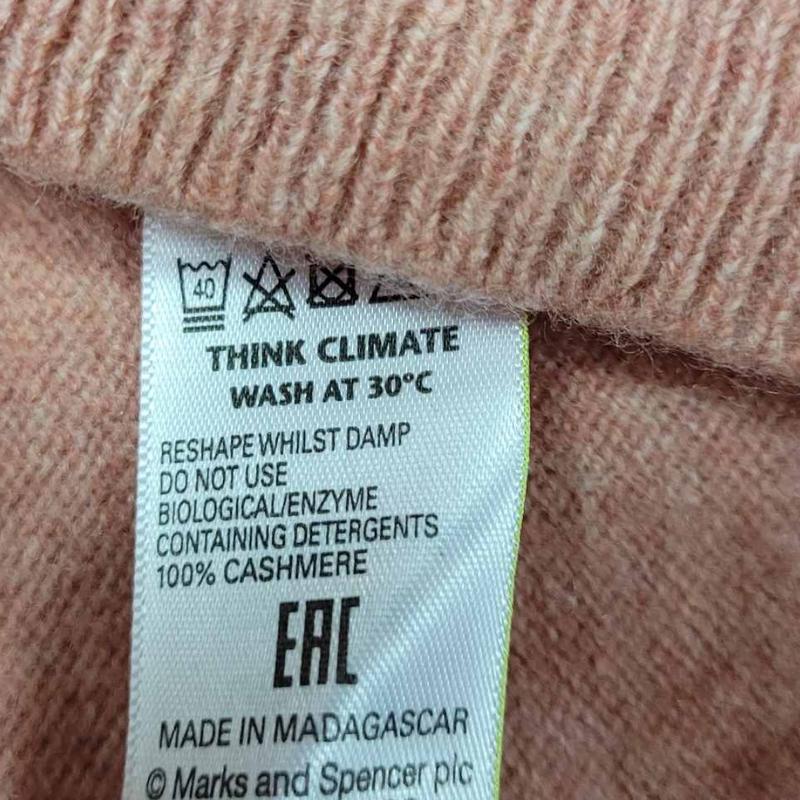 40
THINK CLIMATE
WASH AT 30°C
RESHAPE WHILST DAMP
DO NOT USE
BIOLOGICAL/ENZYME
CONTAINING DETERGENTS
100% CASHMERE
EAC
MADE IN MADAGASCAR
© Marks and Spencer plc